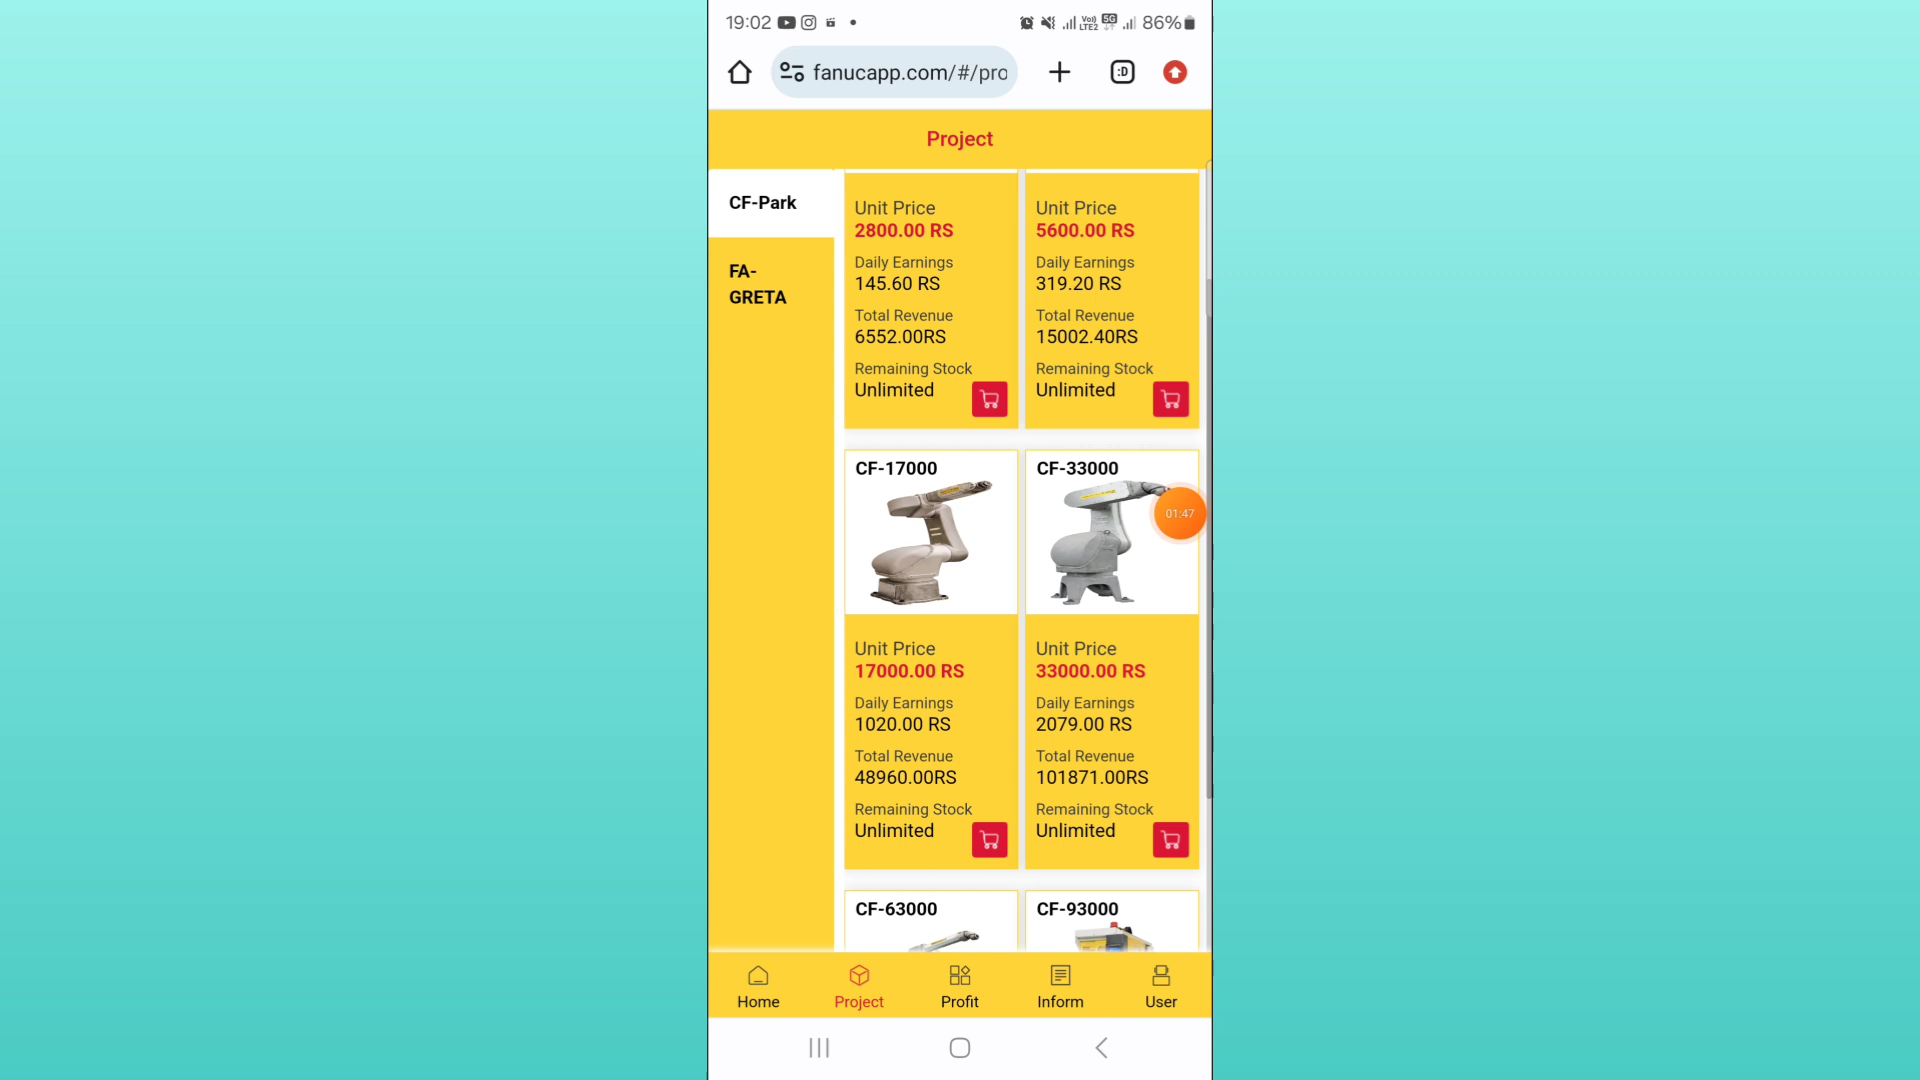 19:02
Vo))
LTE2
5G
86%
fanucapp.com/#/pro
:D
Project
CF-Park
FA-
GRETA
Unit Price
2800.00 RS
Daily Earnings
145.60 RS
Total Revenue
6552.00RS
Remaining Stock
Unlimited
Unit Price
5600.00 RS
Daily Earnings
319.20 RS
Total Revenue
15002.40RS
Remaining Stock
Unlimited
CF-17000
Unit Price
17000.00 RS
Daily Earnings
1020.00 RS
Total Revenue
48960.00RS
Remaining Stock
Unlimited
CF-33000
01:47
Unit Price
33000.00 RS
Daily Earnings
2079.00 RS
Total Revenue
101871.00RS
Remaining Stock
Unlimited
CF-63000
CF-93000
Home
Project
Profit
Inform
User